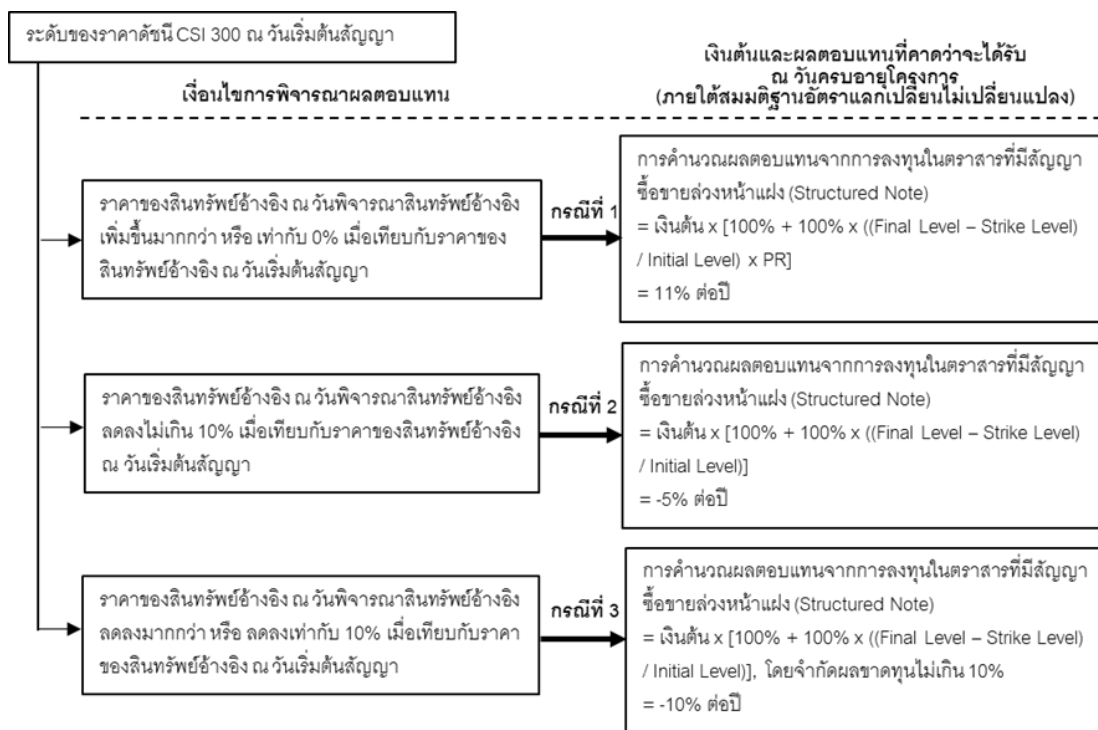 ระดับของราคาดัชนี CSI 300 ณ วันเริ่มต้นสัญญา
เงื่อนไขการพิจารณาผลตอบแทน
เงินต้นและผลตอบแทนที่คาดว่าจะได้รับ
ณ วันครบอายุโครงการ
(ภายใต้สมมติฐานอัตราแลกเปลี่ยนไม่เปลี่ยนแปลง)
ราคาของสินทรัพย์อ้างอิง ณ วันพิจารณาสินทรัพย์อ้างอิง
เพิ่มขึ้นมากกว่า หรือ เท่ากับ 0% เมื่อเทียบกับราคาของ
สินทรัพย์อ้างอิง ณ วันเริ่มต้นสัญญา
กรณีที่ 1
การคำนวณผลตอบแทนจากการลงทุนในตราสารที่มีสัญญา
ซื้อขายล่วงหน้าแฝง (Structured Note)
= เงินต้น x [100% + 100% x ((Final Level – Strike Level)
/ Initial Level) x PR]
= 11% ต่อปี
ราคาของสินทรัพย์อ้างอิง ณ วันพิจารณาสินทรัพย์อ้างอิง
ลดลงไม่เกิน 10% เมื่อเทียบกับราคาของสินทรัพย์อ้างอิง
ณ วันเริ่มต้นสัญญา
กรณีที่ 2
การคำนวณผลตอบแทนจากการลงทุนในตราสารที่มีสัญญา
ซื้อขายล่วงหน้าแฝง (Structured Note)
= เงินต้น x [100% + 100% x ((Final Level – Strike Level)
/ Initial Level)]
= -5% ต่อปี
ราคาของสินทรัพย์อ้างอิง ณ วันพิจารณาสินทรัพย์อ้างอิง
ลดลงมากกว่า หรือ ลดลงเท่ากับ 10% เมื่อเทียบกับราคา
ของสินทรัพย์อ้างอิง ณ วันเริ่มต้นสัญญา
กรณีที่ 3
การคำนวณผลตอบแทนจากการลงทุนในตราสารที่มีสัญญา
ซื้อขายล่วงหน้าแฝง (Structured Note)
= เงินต้น x [100% + 100% x ((Final Level – Strike Level)
/ Initial Level)], โดยจำกัดผลขาดทุนไม่เกิน 10%
= -10% ต่อปี